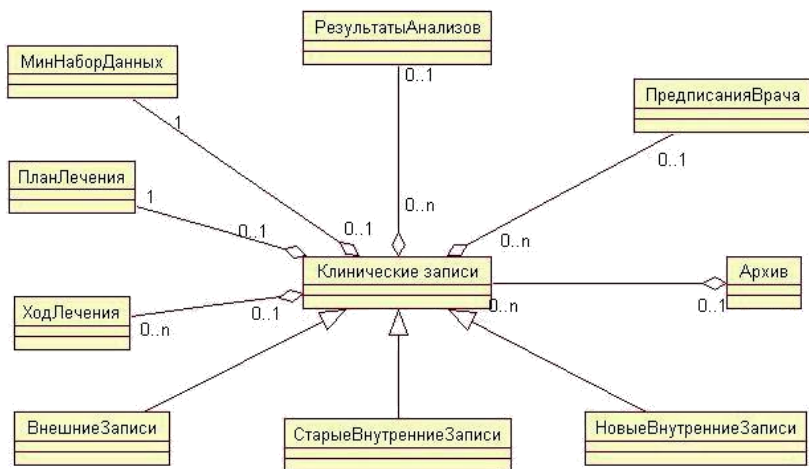 РезультатыАнализов
МинНаборДанных
0..1
ПредписанияВрача
1
0..1
ПланЛечения
1
0..1
0..1
0..n
0..n
Клинические записи
Архив
ХодЛечения
0..n
0..1
0..n
0..1
ВнешниеЗаписи
СтарыеВнутренниеЗаписи
НовыеВнутренниеЗаписи